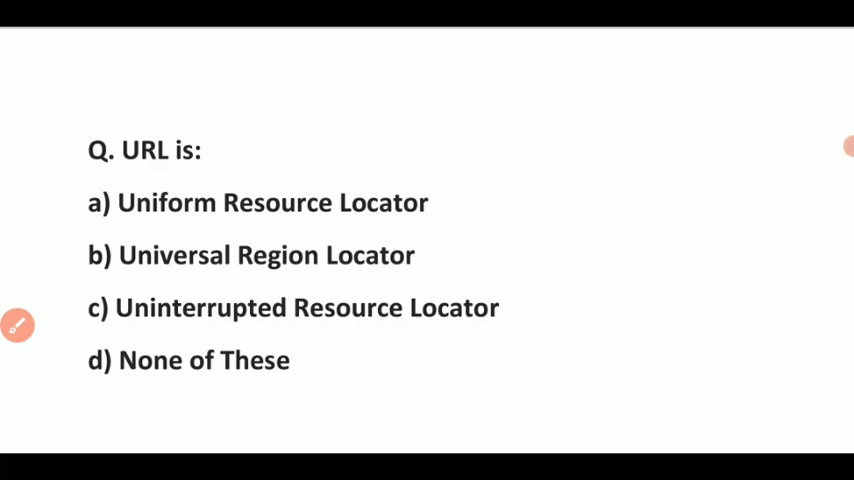 Q. URL is:
a) Uniform Resource Locator
b) Universal Region Locator
c) Uninterrupted Resource Locator
d) None of These